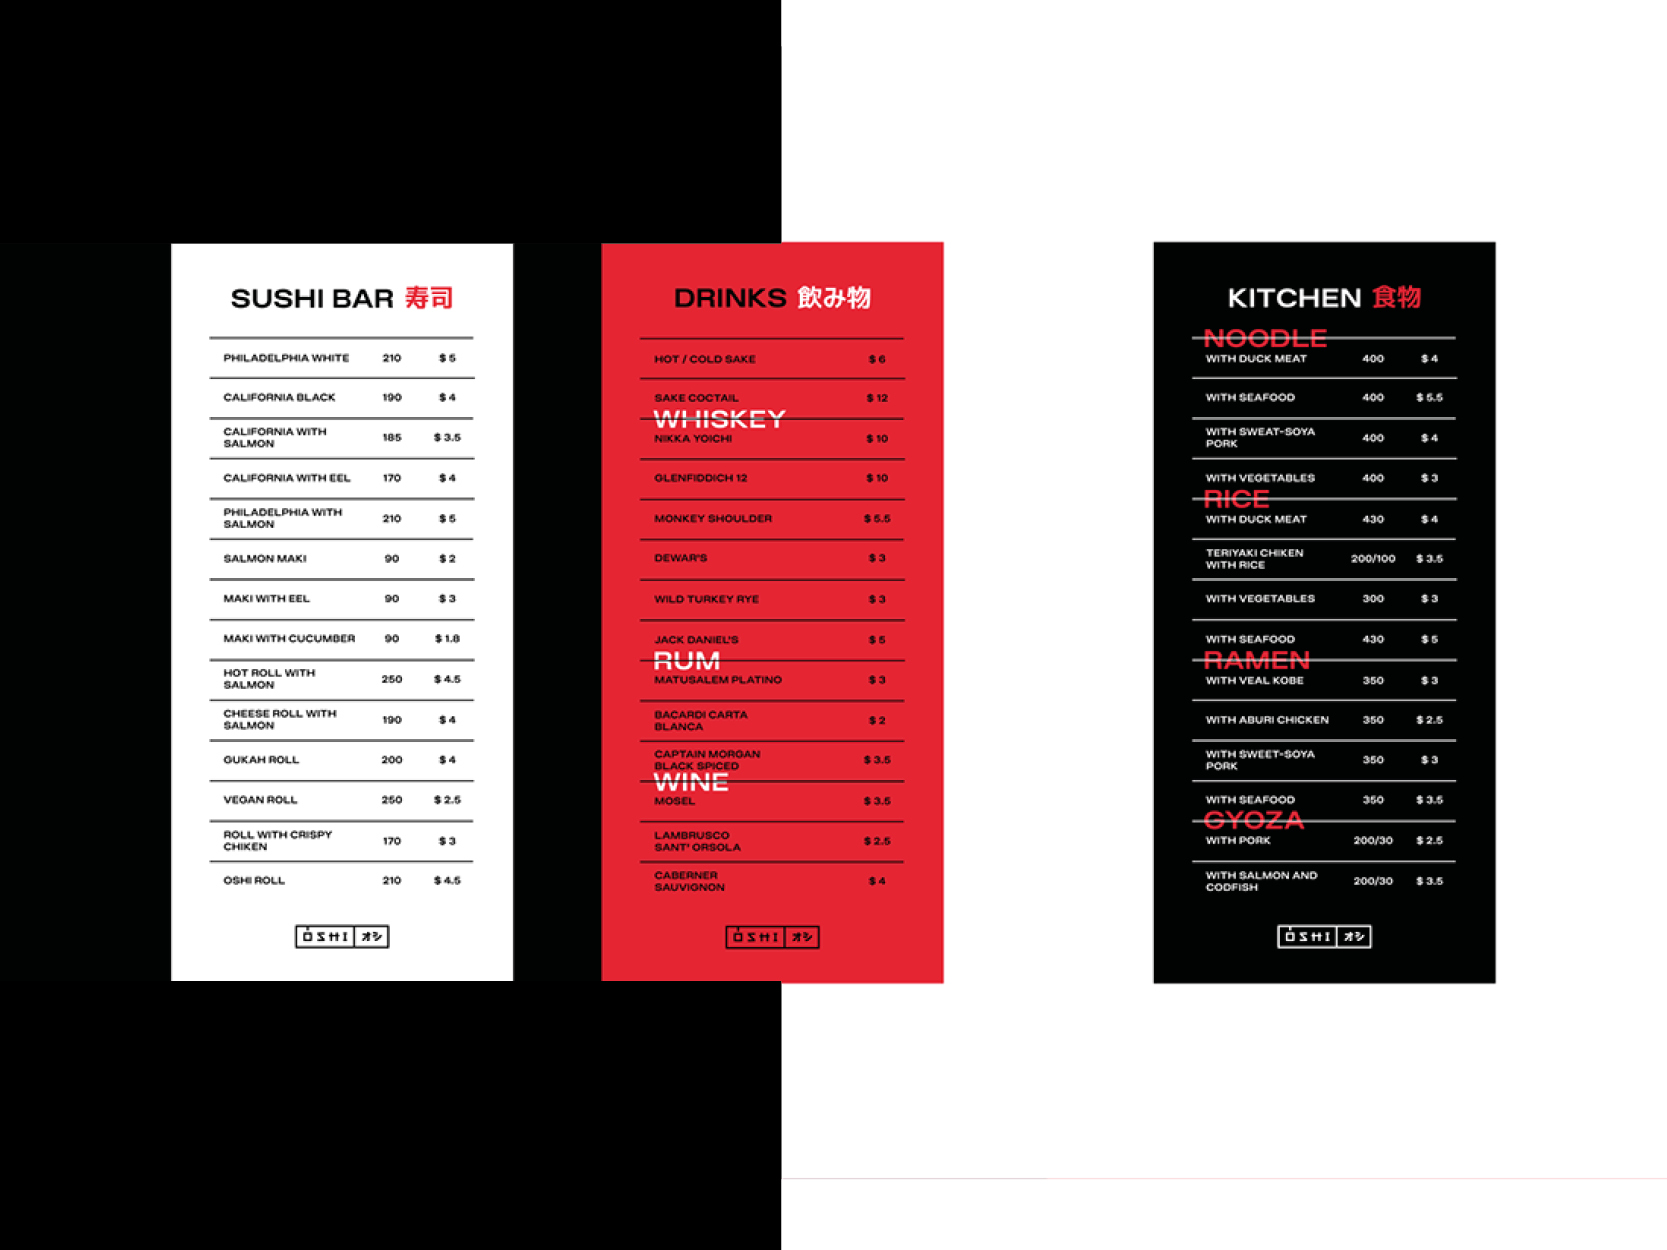 SUSHI BAR 寿司
PHILADELPHIA WHITE 210 $ 5
CALIFORNIA BLACK 190 $ 4
CALIFORNIA WITH
SALMON 185 $ 3.5
CALIFORNIA WITH EEL 170 $ 4
PHILADELPHIA WITH
SALMON 210 $ 5
SALMON MAKI 90 $ 2
MAKI WITH EEL 90 $ 3
MAKI WITH CUCUMBER 90 $ 1.8
HOT ROLL WITH
SALMON 250 $ 4.5
CHEESE ROLL WITH
SALMON 190 $ 4
GUKAH ROLL 200 $ 4
VEGAN ROLL 250 $ 2.5
ROLL WITH CRISPY
CHIKEN 170 $ 3
OSHI ROLL 210 $ 4.5
OSHI オシ
DRINKS 飲み物
HOT / COLD SAKE $ 6
SAKE COCTAIL $ 12
WHISKEY
NIKKA YOICHI $ 10
GLENFIDDICH 12 $ 10
MONKEY SHOULDER $ 5.5
DEWAR'S $ 3
WILD TURKEY RYE $ 3
JACK DANIEL'S $ 5
RUM
MATUSALEM PLATINO $ 3
BACARDI CARTA
BLANCA $ 2
CAPTAIN MORGAN
BLACK SPICED $ 3.5
WINE
MOSEL $ 3.5
LAMBRUSCO
SANT' ORSOLA $ 2.5
CABERNER
SAUVIGNON $ 4
OSHI オシ
KITCHEN 食物
NOODLE
WITH DUCK MEAT 400 $ 4
WITH SEAFOOD 400 $ 5.5
WITH SWEAT-SOYA
PORK 400 $ 4
WITH VEGETABLES 400 $ 3
RICE
WITH DUCK MEAT 430 $ 4
TERIYAKI CHIKEN
WITH RICE 200/100 $ 3.5
WITH VEGETABLES 300 $ 3
WITH SEAFOOD 430 $ 5
RAMEN
WITH VEAL KOBE 350 $ 3
WITH ABURI CHICKEN 350 $ 2.5
WITH SWEET-SOYA
PORK 350 $ 3
WITH SEAFOOD 350 $ 3.5
GYOZA
WITH PORK 200/30 $ 2.5
WITH SALMON AND
CODFISH 200/30 $ 3.5
OSHI オシ